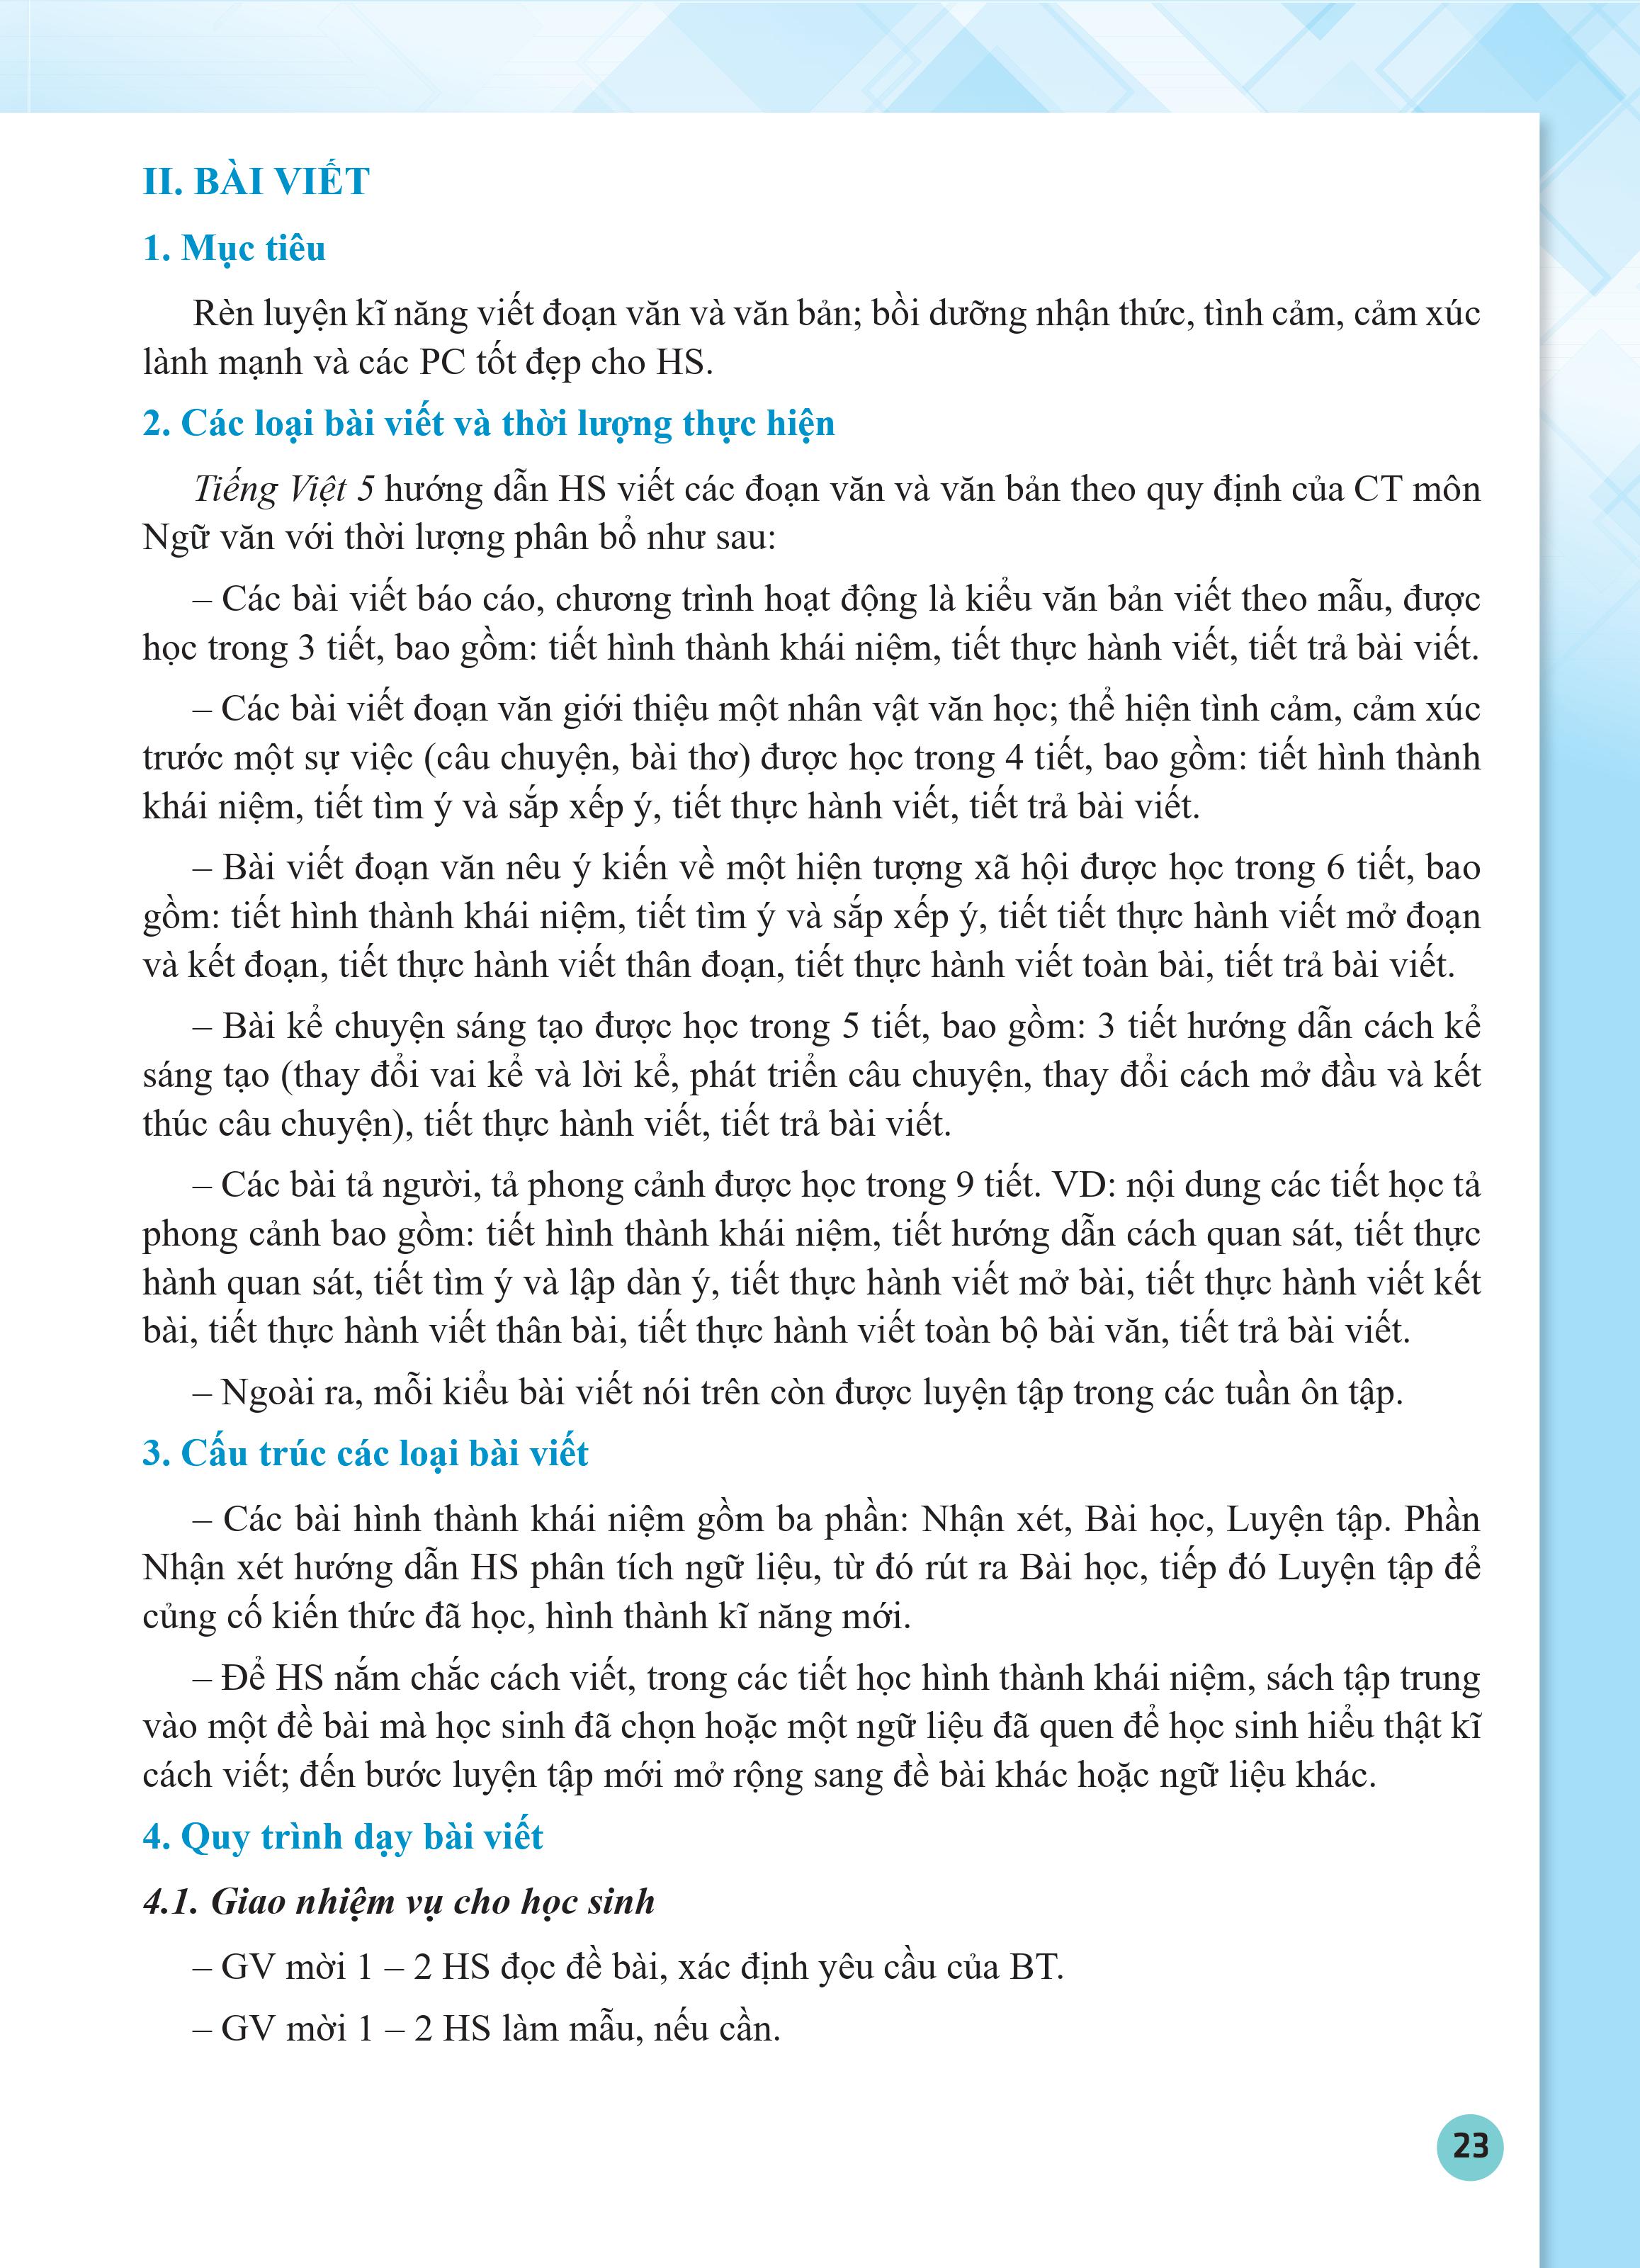 II. BÀI VIẾT
1. Mục tiêu
Rèn luyện kĩ năng viết đoạn văn và văn bản; bồi dưỡng nhận thức, tình cảm, cảm xúc
lành mạnh và các PC tốt đẹp cho HS.
2. Các loại bài viết và thời lượng thực hiện
Tiếng Việt 5 hướng dẫn HS viết các đoạn văn và văn bản theo quy định của CT môn
Ngữ văn với thời lượng phân bổ như sau:
– Các bài viết báo cáo, chương trình hoạt động là kiểu văn bản viết theo mẫu, được
học trong 3 tiết, bao gồm: tiết hình thành khái niệm, tiết thực hành viết, tiết trả bài viết.
– Các bài viết đoạn văn giới thiệu một nhân vật văn học; thể hiện tình cảm, cảm xúc
trước một sự việc (câu chuyện, bài thơ) được học trong 4 tiết, bao gồm: tiết hình thành
khái niệm, tiết tìm ý và sắp xếp ý, tiết thực hành viết, tiết trả bài viết.
– Bài viết đoạn văn nêu ý kiến về một hiện tượng xã hội được học trong 6 tiết, bao
gồm: tiết hình thành khái niệm, tiết tìm ý và sắp xếp ý, tiết tiết thực hành viết mở đoạn
và kết đoạn, tiết thực hành viết thân đoạn, tiết thực hành viết toàn bài, tiết trả bài viết.
– Bài kể chuyện sáng tạo được học trong 5 tiết, bao gồm: 3 tiết hướng dẫn cách kể
sáng tạo (thay đổi vai kể và lời kể, phát triển câu chuyện, thay đổi cách mở đầu và kết
thúc câu chuyện), tiết thực hành viết, tiết trả bài viết.
– Các bài tả người, tả phong cảnh được học trong 9 tiết. VD: nội dung các tiết học tả
phong cảnh bao gồm: tiết hình thành khái niệm, tiết hướng dẫn cách quan sát, tiết thực
hành quan sát, tiết tìm ý và lập dàn ý, tiết thực hành viết mở bài, tiết thực hành viết kết
bài, tiết thực hành viết thân bài, tiết thực hành viết toàn bộ bài văn, tiết trả bài viết.
– Ngoài ra, mỗi kiểu bài viết nói trên còn được luyện tập trong các tuần ôn tập.
3. Cấu trúc các loại bài viết
– Các bài hình thành khái niệm gồm ba phần: Nhận xét, Bài học, Luyện tập. Phần
Nhận xét hướng dẫn HS phân tích ngữ liệu, từ đó rút ra Bài học, tiếp đó Luyện tập để
củng cố kiến thức đã học, hình thành kĩ năng mới.
– Để HS nắm chắc cách viết, trong các tiết học hình thành khái niệm, sách tập trung
vào một đề bài mà học sinh đã chọn hoặc một ngữ liệu đã quen để học sinh hiểu thật kĩ
cách viết; đến bước luyện tập mới mở rộng sang đề bài khác hoặc ngữ liệu khác.
4. Quy trình dạy bài viết
4.1. Giao nhiệm vụ cho học sinh
– GV mời 1 – 2 HS đọc đề bài, xác định yêu cầu của BT.
– GV mời 1 – 2 HS làm mẫu, nếu cần.
23